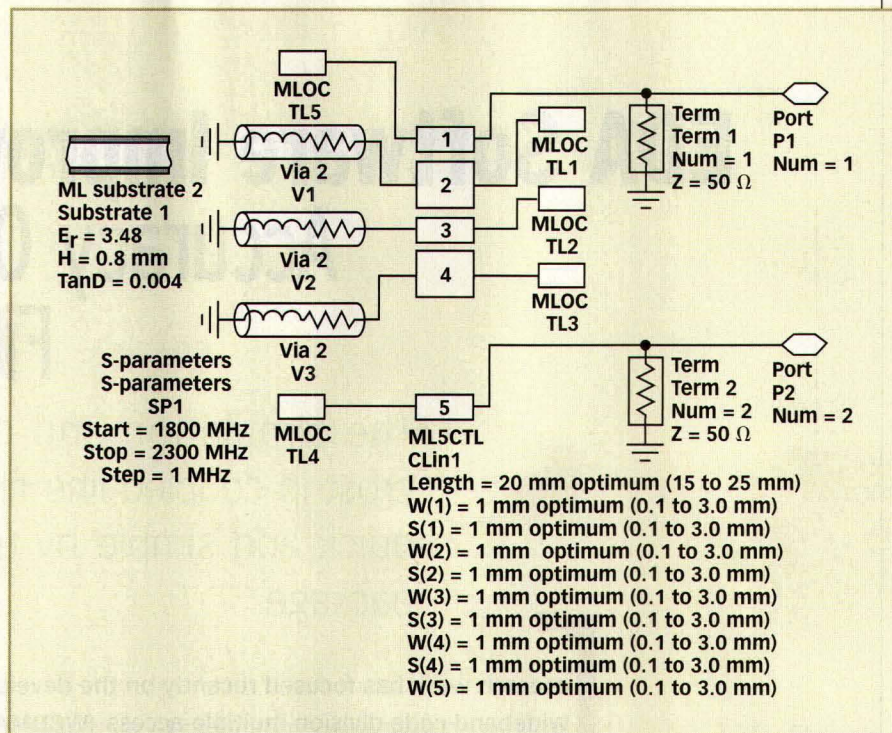 MLOC
TL5
1
MLOC
TL1
Term
Term 1
Num = 1
Z = 50 Ω
Port
P1
Num = 1
Via 2
V1
2
ML substrate 2
Substrate 1
Er = 3.48
H = 0.8 mm
TanD = 0.004
MLOC
TL2
3
Via 2
V2
4
MLOC
TL3
Via 2
V3
S-parameters
S-parameters
SP1
Start = 1800 MHz
Stop = 2300 MHz
Step = 1 MHz
MLOC
TL4
5
Term
Term 2
Num = 2
Z = 50 Ω
Port
P2
Num = 2
ML5CTL
CLin1
Length = 20 mm optimum (15 to 25 mm)
W(1) = 1 mm optimum (0.1 to 3.0 mm)
S(1) = 1 mm optimum (0.1 to 3.0 mm)
W(2) = 1 mm optimum (0.1 to 3.0 mm)
S(2) = 1 mm optimum (0.1 to 3.0 mm)
W(3) = 1 mm optimum (0.1 to 3.0 mm)
S(3) = 1 mm optimum (0.1 to 3.0 mm)
W(4) = 1 mm optimum (0.1 to 3.0 mm)
S(4) = 1 mm optimum (0.1 to 3.0 mm)
W(5) = 1 mm optimum (0.1 to 3.0 mm)